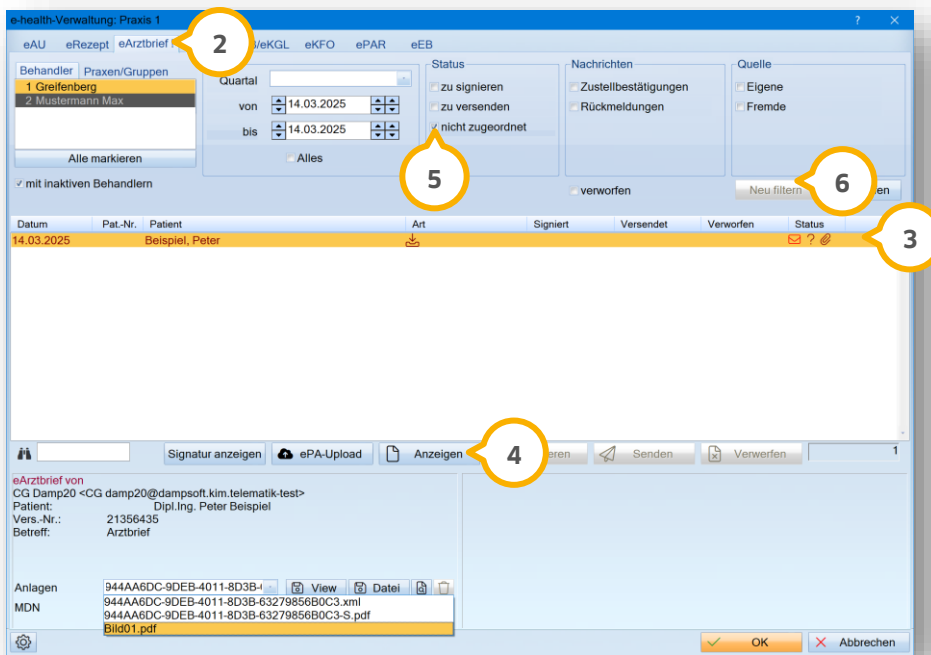 e-health-Verwaltung: Praxis 1 ? ×
eAU eRezept eArztbrief 2 /eKGL eKFO ePAR eEB
Behandler Praxen/Gruppen
1 Greifenberg
2 Mustermann Max
Alle markieren
mit inaktiven Behandlern
Quartal
von 14.03.2025
bis 14.03.2025
Alles
Status
zu signieren
zu versenden
nicht zugeordnet
5
Nachrichten
Zustellbestätigungen
Rückmeldungen
verworfen
Quelle
Eigene
Fremde
Neu filtern 6 en
Datum Pat.-Nr. Patient Art Signiert Versendet Verworfen Status
14.03.2025 Beispiel, Peter ? 3
Signatur anzeigen ePA-Upload Anzeigen 4 eren Senden Verwerfen 1
eArztbrief von
CG Damp20 <CG damp20@dampsoft.kim.telematik-test>
Patient: Dipl.Ing. Peter Beispiel
Vers.-Nr.: 21356435
Betreff: Arztbrief
Anlagen 944AA6DC-9DEB-4011-8D3B- View Datei
MDN 944AA6DC-9DEB-4011-8D3B-63279856B0C3.xml
944AA6DC-9DEB-4011-8D3B-63279856B0C3-S.pdf
Bild01.pdf
OK Abbrechen